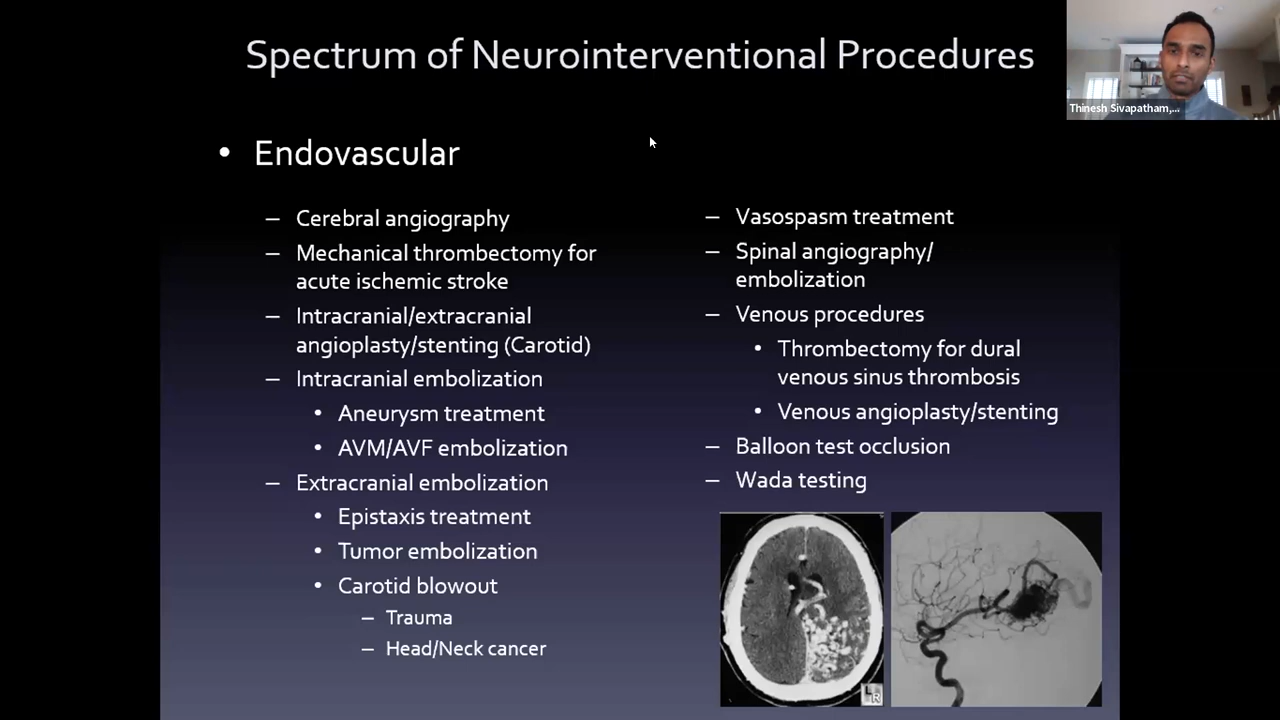 Spectrum of Neurointerventional Procedures
Thinesh Sivapatham,...
• Endovascular
– Cerebral angiography
– Mechanical thrombectomy for
acute ischemic stroke
– Intracranial/extracranial
angioplasty/stenting (Carotid)
– Intracranial embolization
• Aneurysm treatment
• AVM/AVF embolization
– Extracranial embolization
• Epistaxis treatment
• Tumor embolization
• Carotid blowout
– Trauma
– Head/Neck cancer
– Vasospasm treatment
– Spinal angiography/
embolization
– Venous procedures
• Thrombectomy for dural
venous sinus thrombosis
• Venous angioplasty/stenting
– Balloon test occlusion
– Wada testing